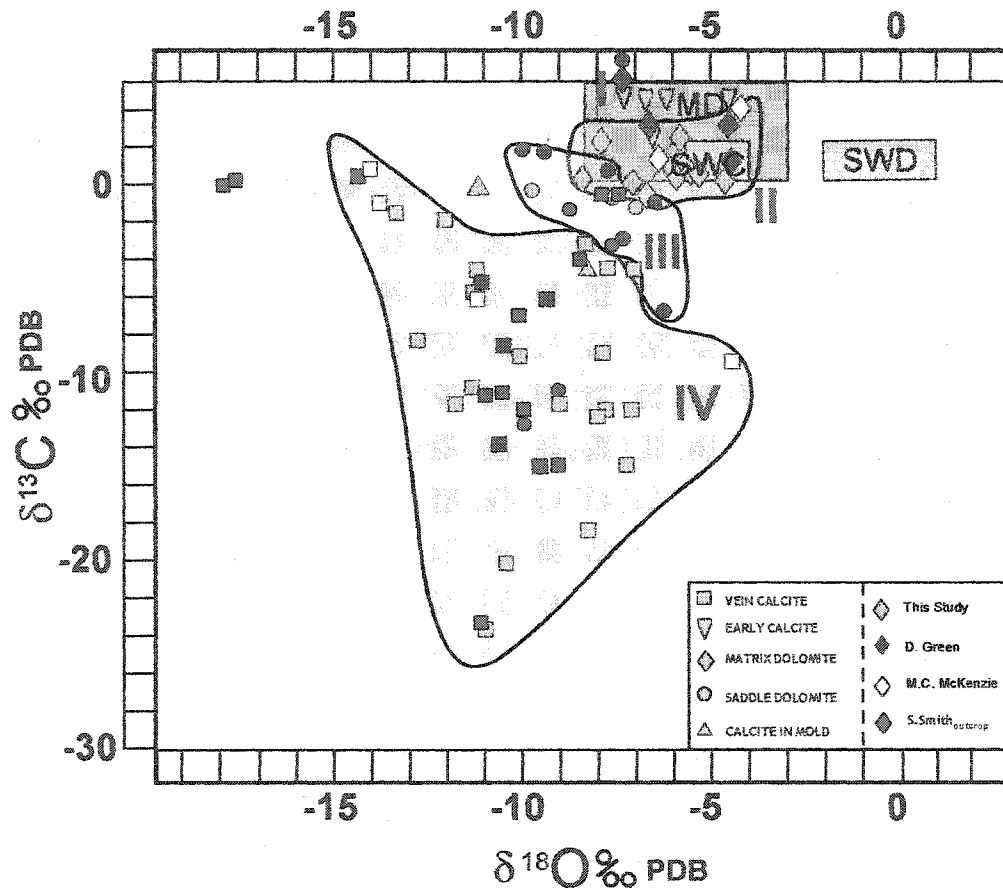 -15 -10 -5 0
I
MD
SWC
SWD
II
III
IV
0
-10
-20
-30
δ13C ‰ PDB
-15 -10 -5 0
δ 18O‰ PDB
VEIN CALCITE
EARLY CALCITE
MATRIX DOLOMITE
SADDLE DOLOMITE
CALCITE IN MOLD
This Study
D. Green
M.C. McKenzie
S.Smith outcrop